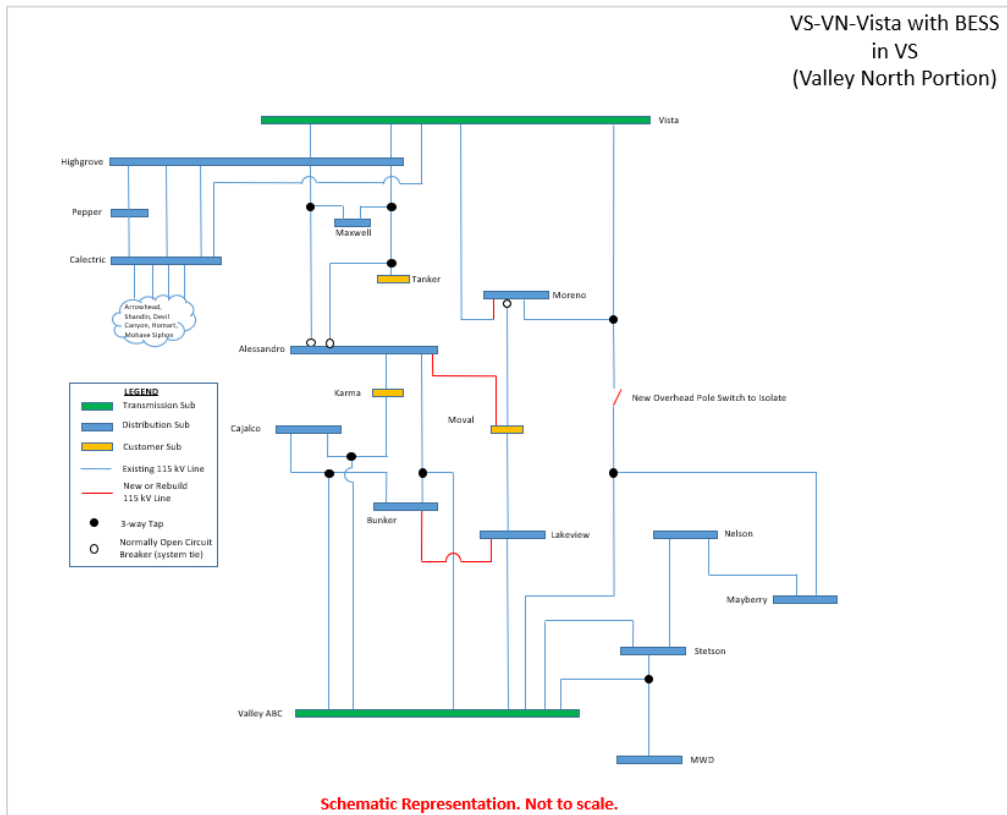 VS-VN-Vista with BESS
in VS
(Valley North Portion)
Vista
Highgrove
Pepper
Maxwell
Calectric
Tanker
Moreno
Arrowhead,
Shandin, Devil
Canyon, Homart,
Mohave Siphon
Alessandro
LEGEND
Transmission Sub
Distribution Sub
Customer Sub
Existing 115 kV Line
New or Rebuild
115 kV Line
3-way Tap
Normally Open Circuit
Breaker (system tie)
Karma
New Overhead Pole Switch to Isolate
Cajalco
Moval
Bunker
Lakeview
Nelson
Mayberry
Stetson
Valley ABC
MWD
Schematic Representation. Not to scale.